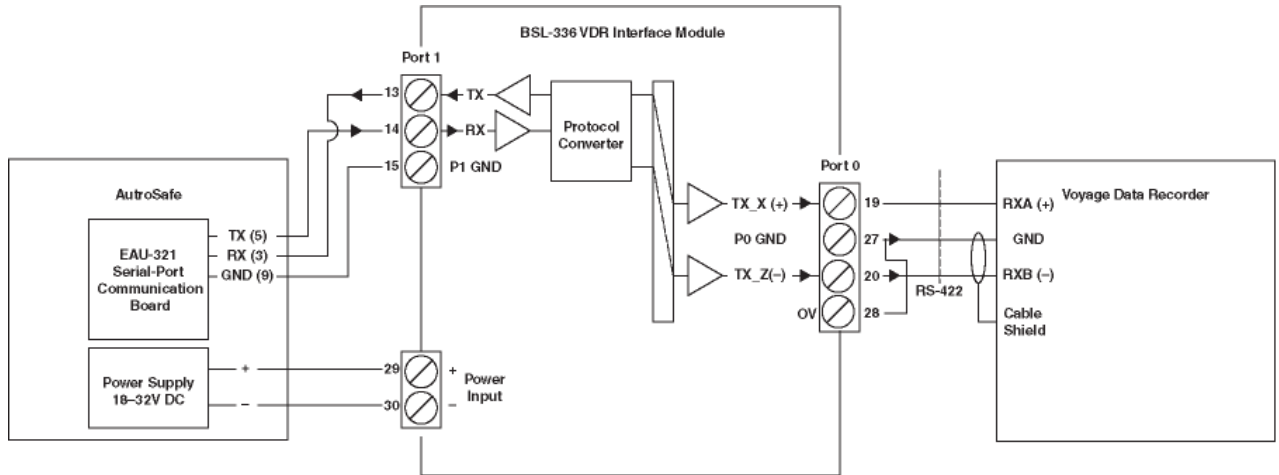 BSL-336 VDR Interface Module
Port 1
13
TX
14
RX
Protocol
Converter
15
P1 GND
Port 0
AutroSafe
Voyage Data Recorder
TX_X (+)
19
RXA (+)
EAU-321
Serial-Port
Communication
Board
TX (5)
RX (3)
GND (9)
P0 GND
27
GND
TX_Z(–)
20
RS-422
RXB (–)
OV
28
Cable
Shield
Power Supply
18–32V DC
+
–
29
30
+
–
Power
Input